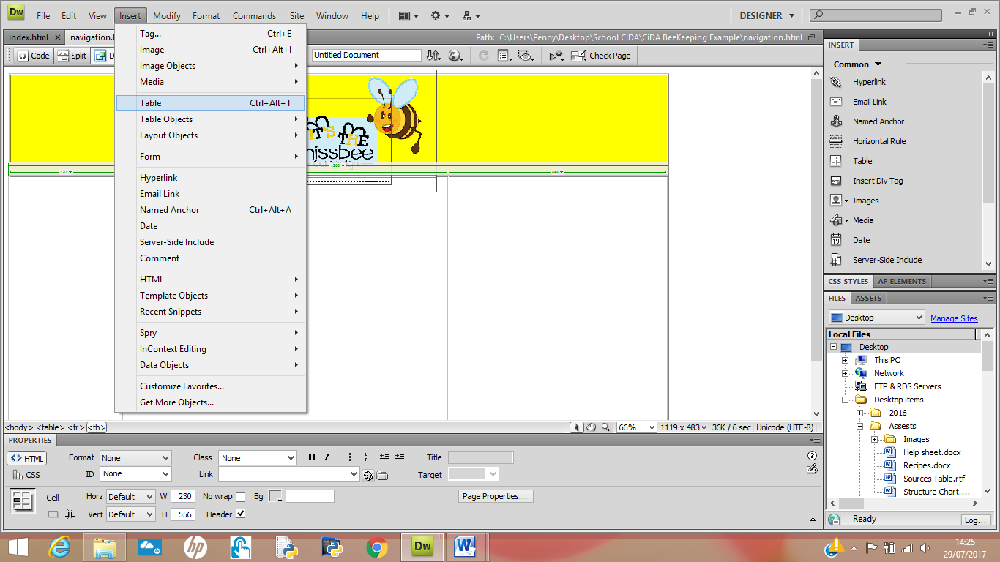 Dw File Edit View Insert Modify Format Commands Site Window Help DESIGNER
index.html × navigation.h Path: C:\Users\Penny\Desktop\School CIDA\CiDA BeeKeeping Example\navigation.html
Code Split D Untitled Document Check Page
Tag... Ctrl+E
Image Ctrl+Alt+I
Image Objects
Media
Table Ctrl+Alt+T
Table Objects
Layout Objects
Form
Hyperlink
Email Link
Named Anchor Ctrl+Alt+A
Date
Server-Side Include
Comment
HTML
Template Objects
Recent Snippets
Spry
InContext Editing
Data Objects
Customize Favorites...
Get More Objects...
IT'S THE
missbee
230
448
INSERT
Common
Hyperlink
Email Link
Named Anchor
Horizontal Rule
Table
Insert Div Tag
Images
Media
Date
Server-Side Include
CSS STYLES AP ELEMENTS
FILES ASSETS
Desktop Manage Sites
Local Files
Desktop
This PC
Network
FTP & RDS Servers
Desktop items
2016
Assests
Images
Help sheet.docx
Recipes.docx
Sources Table.rtf
Structure Chart....
Ready Log...
<body> <table> <tr> <th> 66% 1119 x 483 36K / 6 sec Unicode (UTF-8)
PROPERTIES
HTML Format None Class None B I Title
CSS ID None Link Target
Cell Horz Default W 230 No wrap Bg Page Properties...
Vert Default H 556 Header
hp Dw W 14:25
29/07/2017